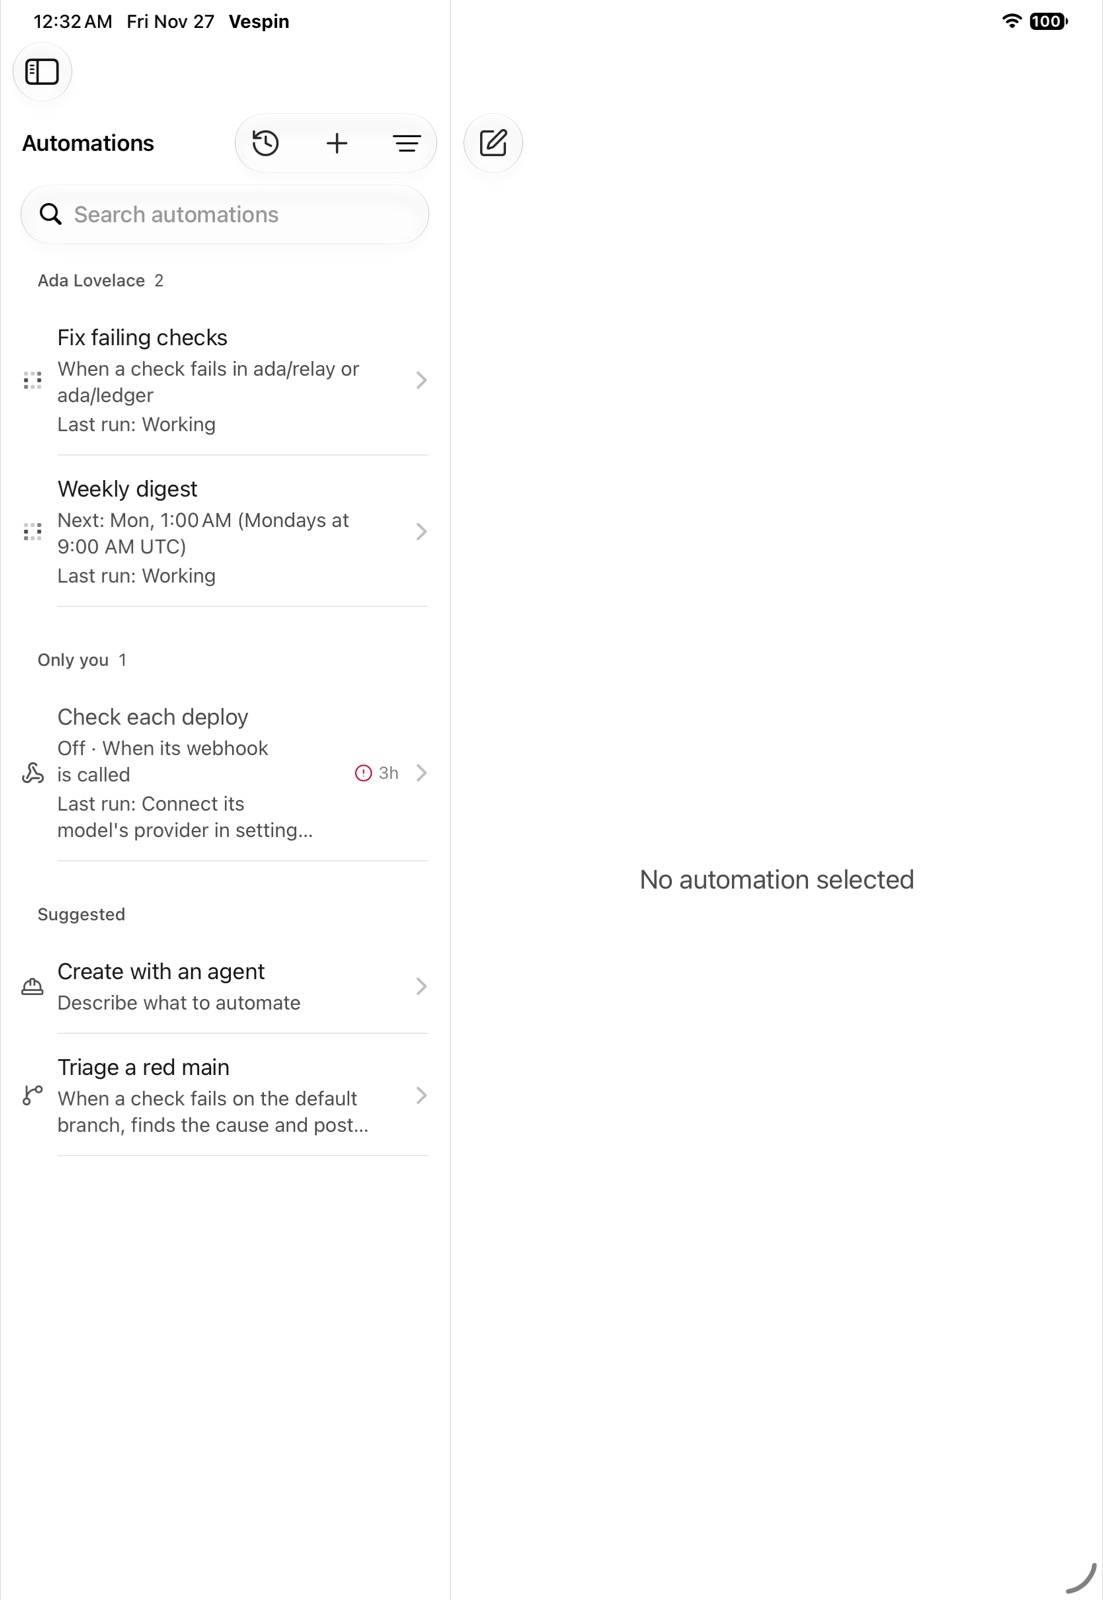 12:32 AM Fri Nov 27 Vespin
100
Automations
Search automations
Ada Lovelace 2
Fix failing checks
When a check fails in ada/relay or
ada/ledger
Last run: Working
Weekly digest
Next: Mon, 1:00 AM (Mondays at
9:00 AM UTC)
Last run: Working
Only you 1
Check each deploy
Off · When its webhook
is called
3h
Last run: Connect its
model's provider in setting...
No automation selected
Suggested
Create with an agent
Describe what to automate
Triage a red main
When a check fails on the default
branch, finds the cause and post...